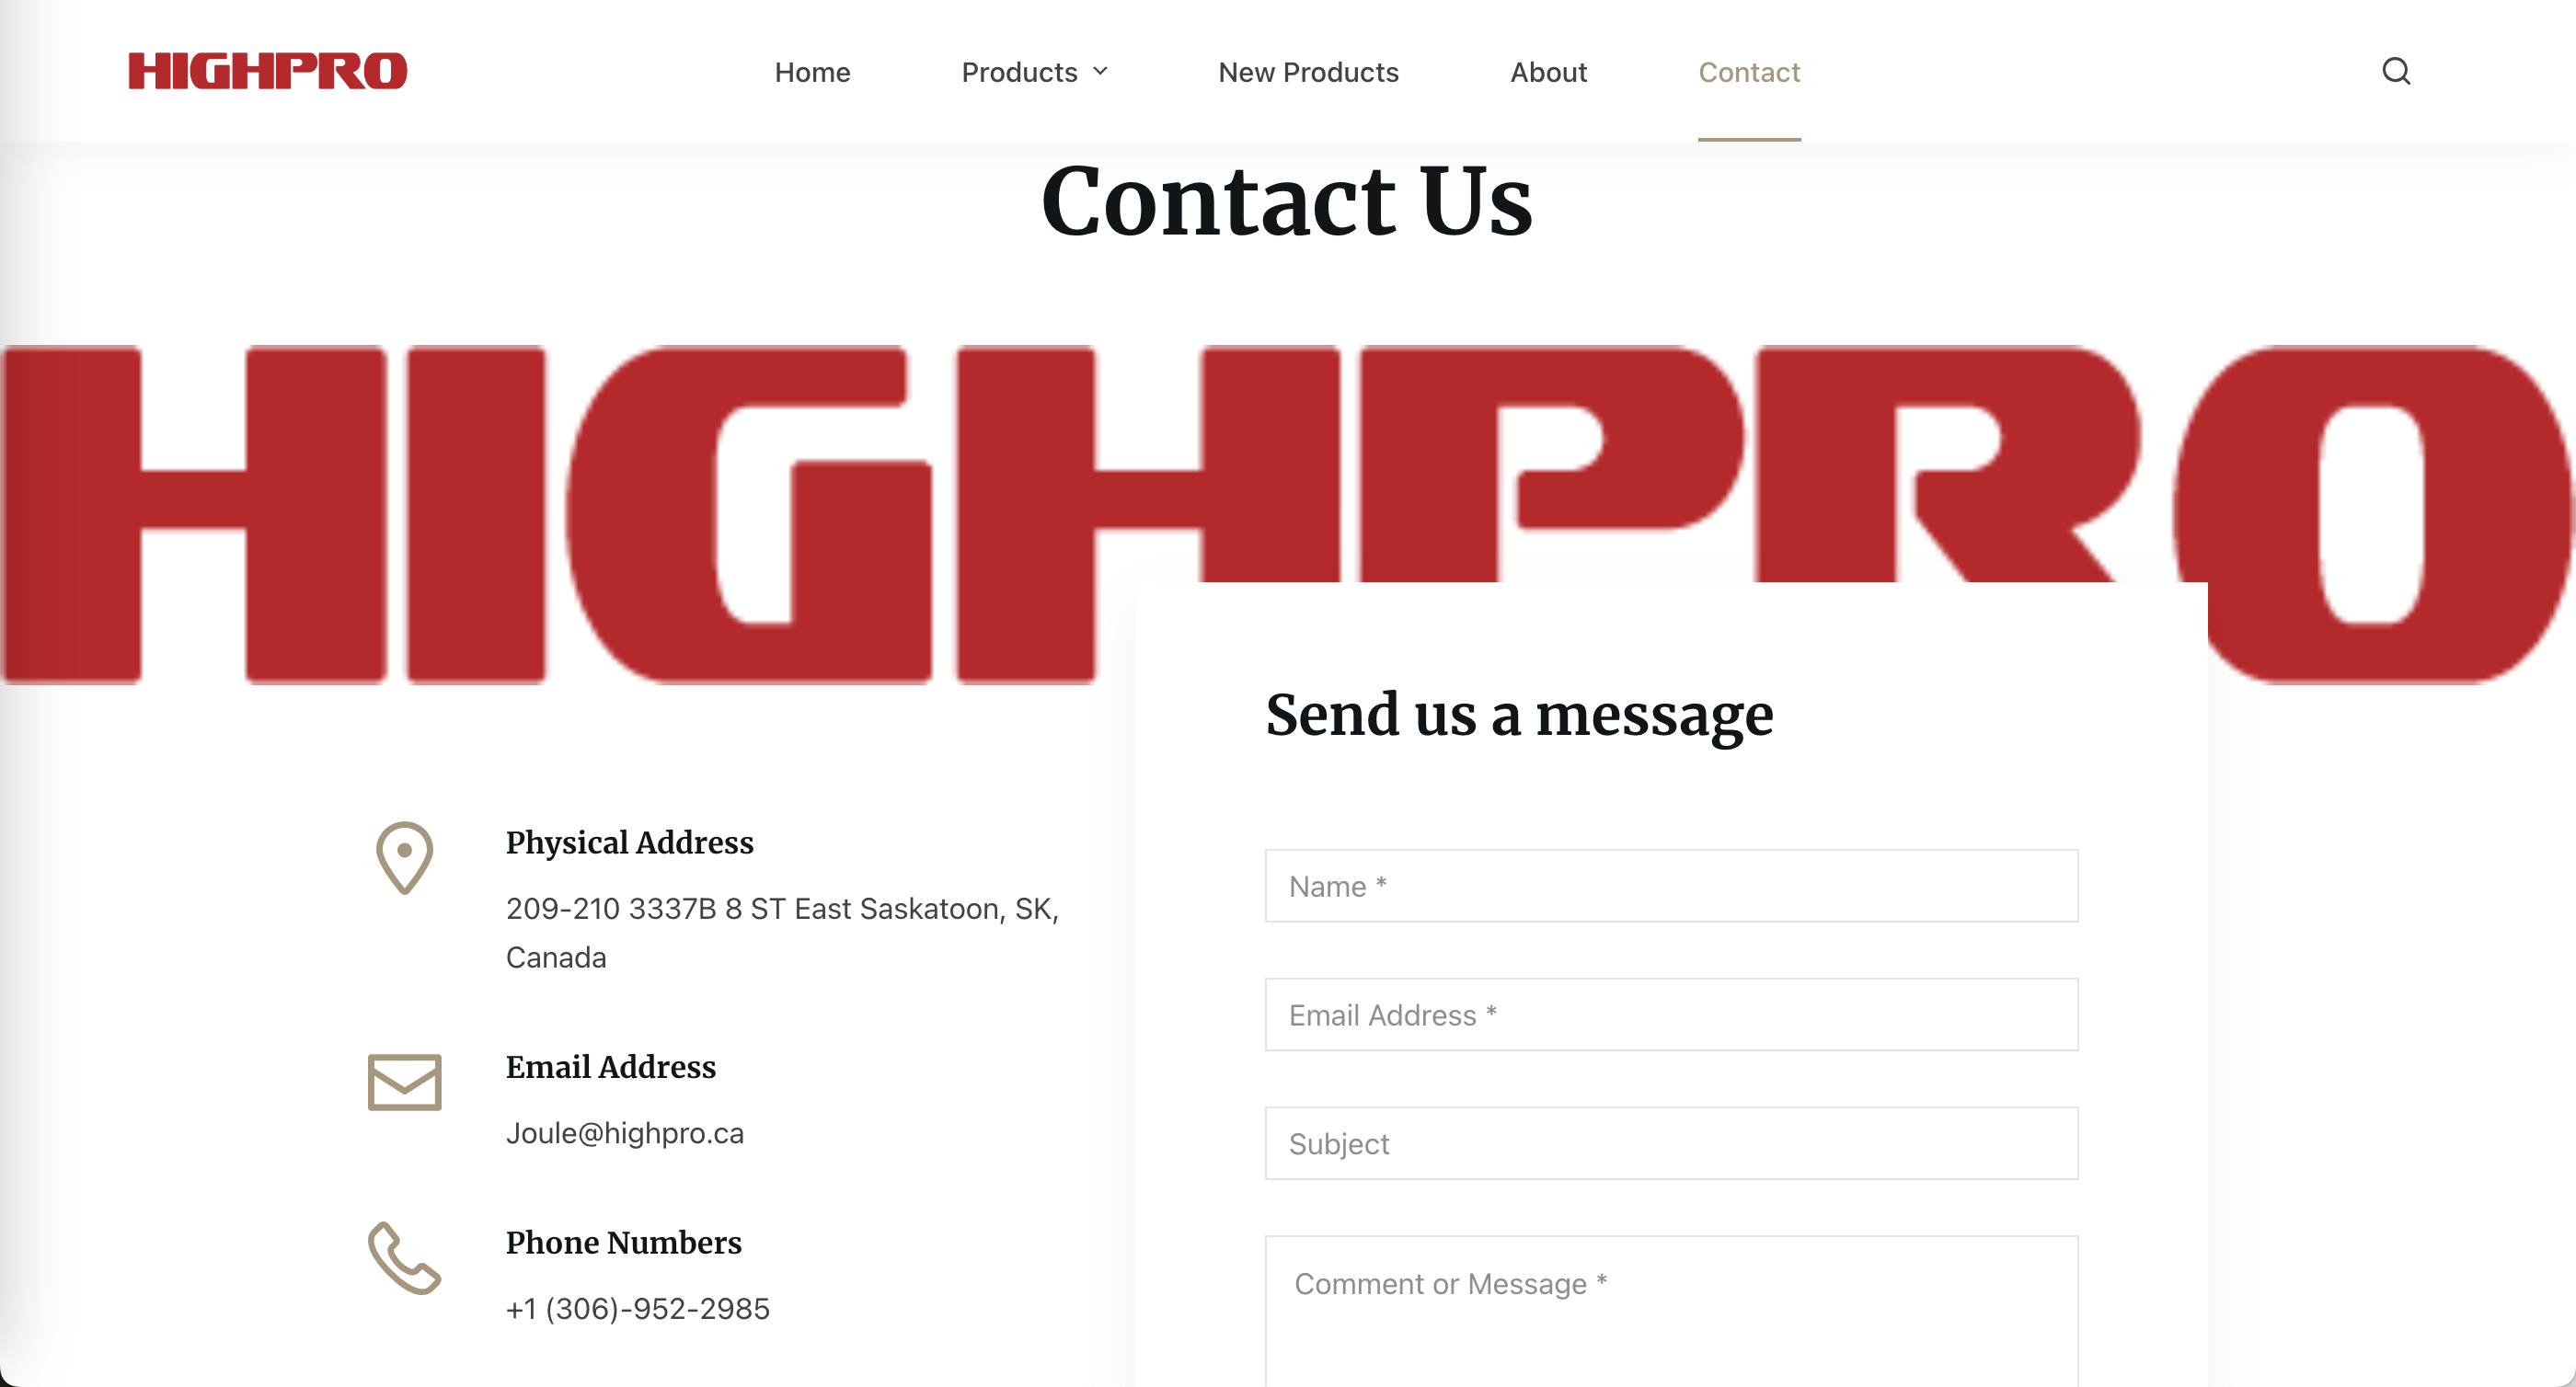 HIGHPRO
Home
Products
New Products
About
Contact
Contact Us
HIGHPRO
Send us a message
Physical Address
209-210 3337B 8 ST East Saskatoon, SK,
Canada
Email Address
Joule@highpro.ca
Phone Numbers
+1 (306)-952-2985
Name *
Email Address *
Subject
Comment or Message *